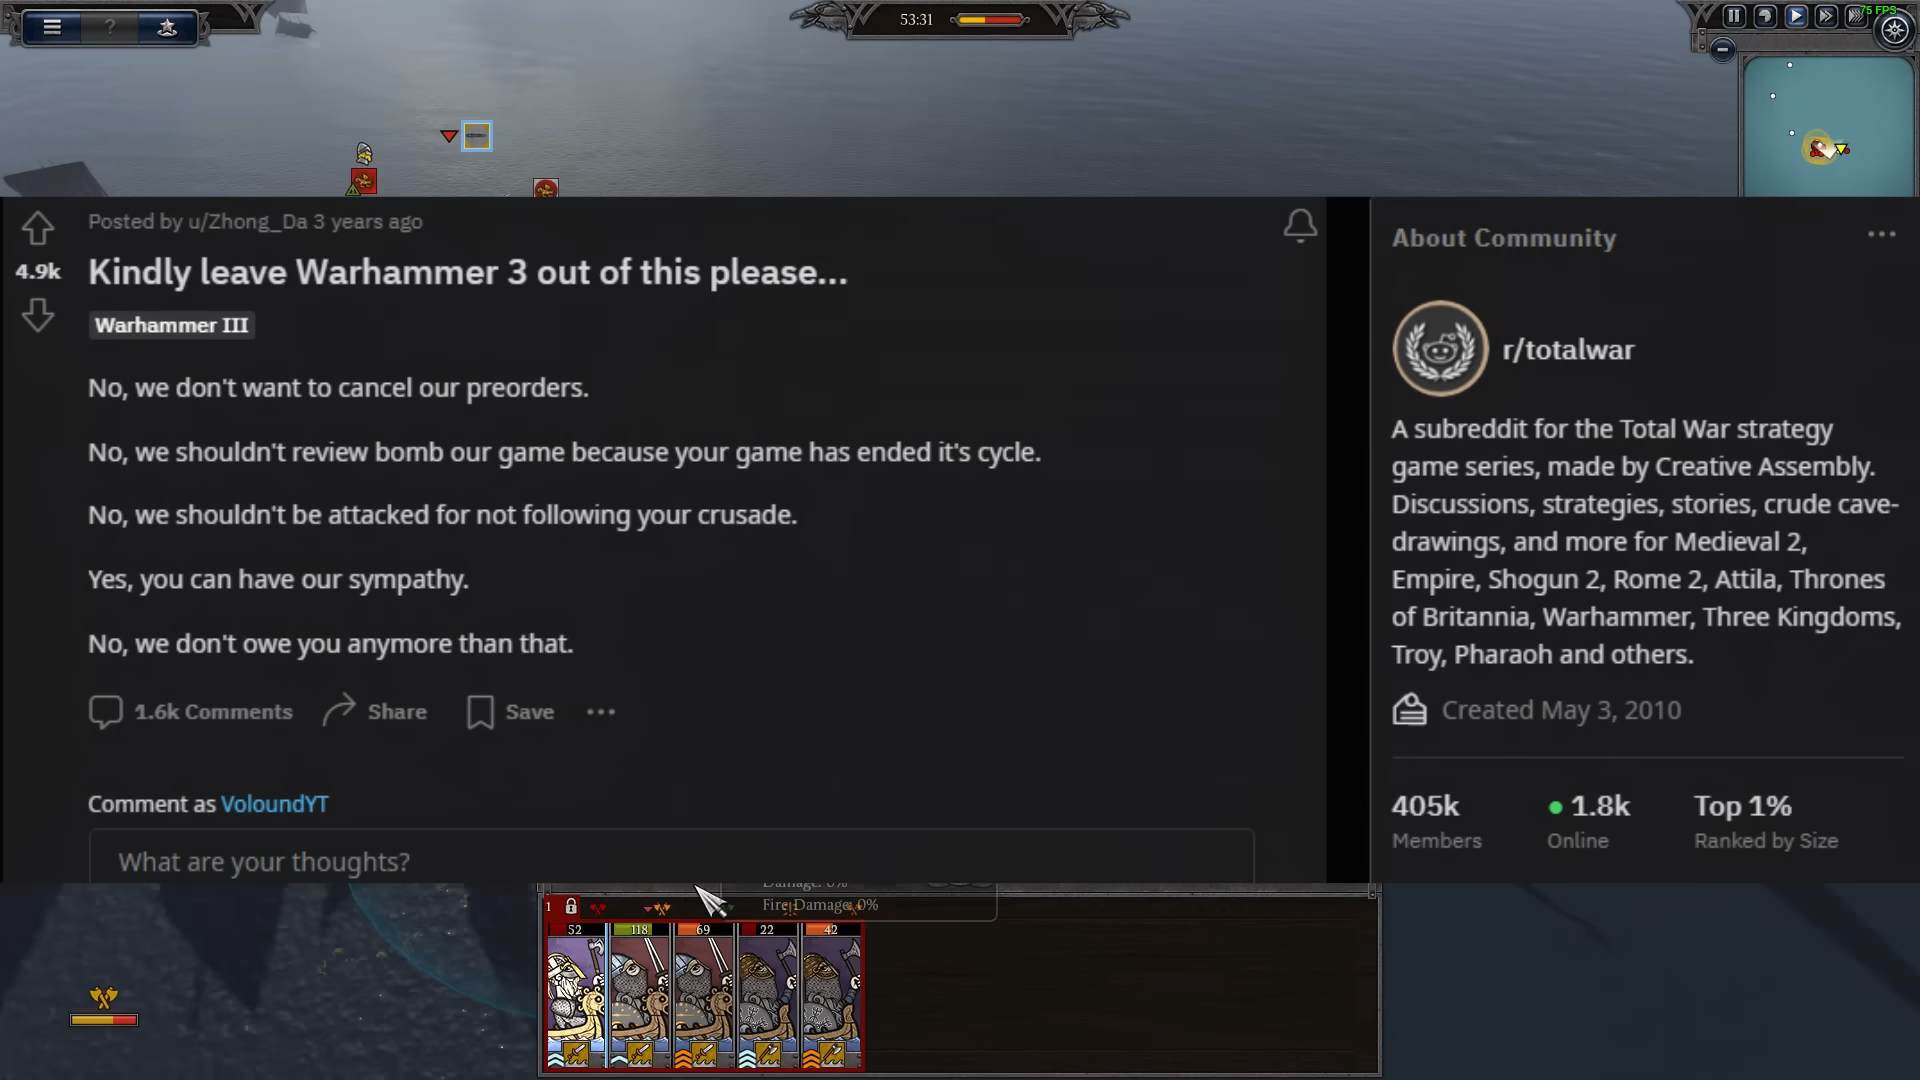 ?
53:31
75 FPS
Posted by u/Zhong_Da 3 years ago
4.9k
Kindly leave Warhammer 3 out of this please...
Warhammer III
No, we don't want to cancel our preorders.
No, we shouldn't review bomb our game because your game has ended it's cycle.
No, we shouldn't be attacked for not following your crusade.
Yes, you can have our sympathy.
No, we don't owe you anymore than that.
1.6k Comments Share Save
Comment as VoloundYT
What are your thoughts?
About Community
r/totalwar
A subreddit for the Total War strategy
game series, made by Creative Assembly.
Discussions, strategies, stories, crude cave-
drawings, and more for Medieval 2,
Empire, Shogun 2, Rome 2, Attila, Thrones
of Britannia, Warhammer, Three Kingdoms,
Troy, Pharaoh and others.
Created May 3, 2010
405k 1.8k Top 1%
Members Online Ranked by Size
Damage: 0%
Fire Damage: 0%
1
52 118 69 22 42